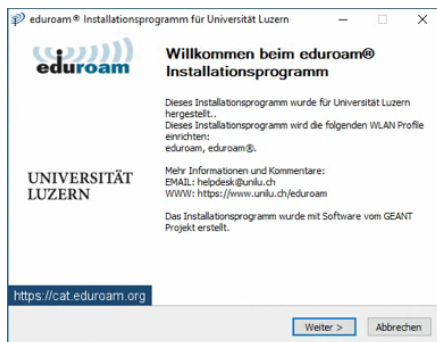 eduroam® Installationsprogramm für Universität Luzern
eduroam
Willkommen beim eduroam®
Installationsprogramm
Dieses Installationsprogramm wurde für Universität Luzern
hergestellt..
Dieses Installationsprogramm wird die folgenden WLAN Profile
einrichten:
eduroam, eduroam®.
UNIVERSITÄT
LUZERN
Mehr Informationen und Kommentare:
EMAIL: helpdesk@unilu.ch
WWW: https://www.unilu.ch/eduroam
Das Installationsprogramm wurde mit Software vom GEANT
Projekt erstellt.
https://cat.eduroam.org
Weiter >
Abbrechen